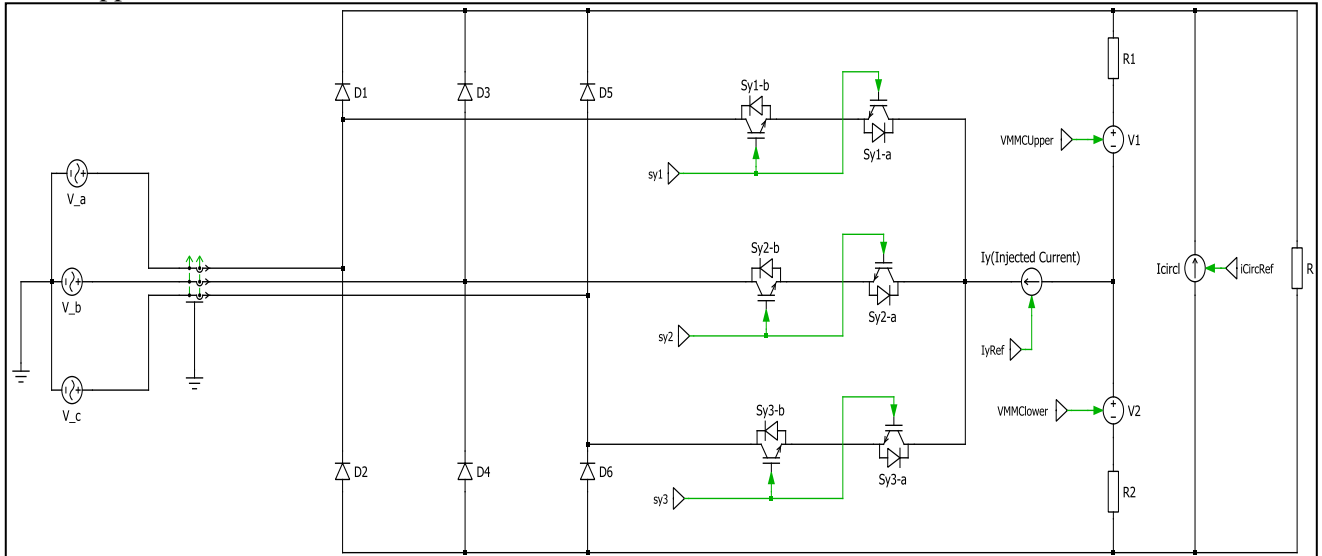 R1
Sy1-b
D1
D3
D5
VMMCUpper
V1
Sy1-a
sy1
V_a
Sy2-b
Iy(Injected Current)
Icircl
iCircRef
R
V_b
Sy2-a
sy2
IyRef
V_c
Sy3-b
VMMClower
V2
D2
D4
D6
Sy3-a
R2
sy3